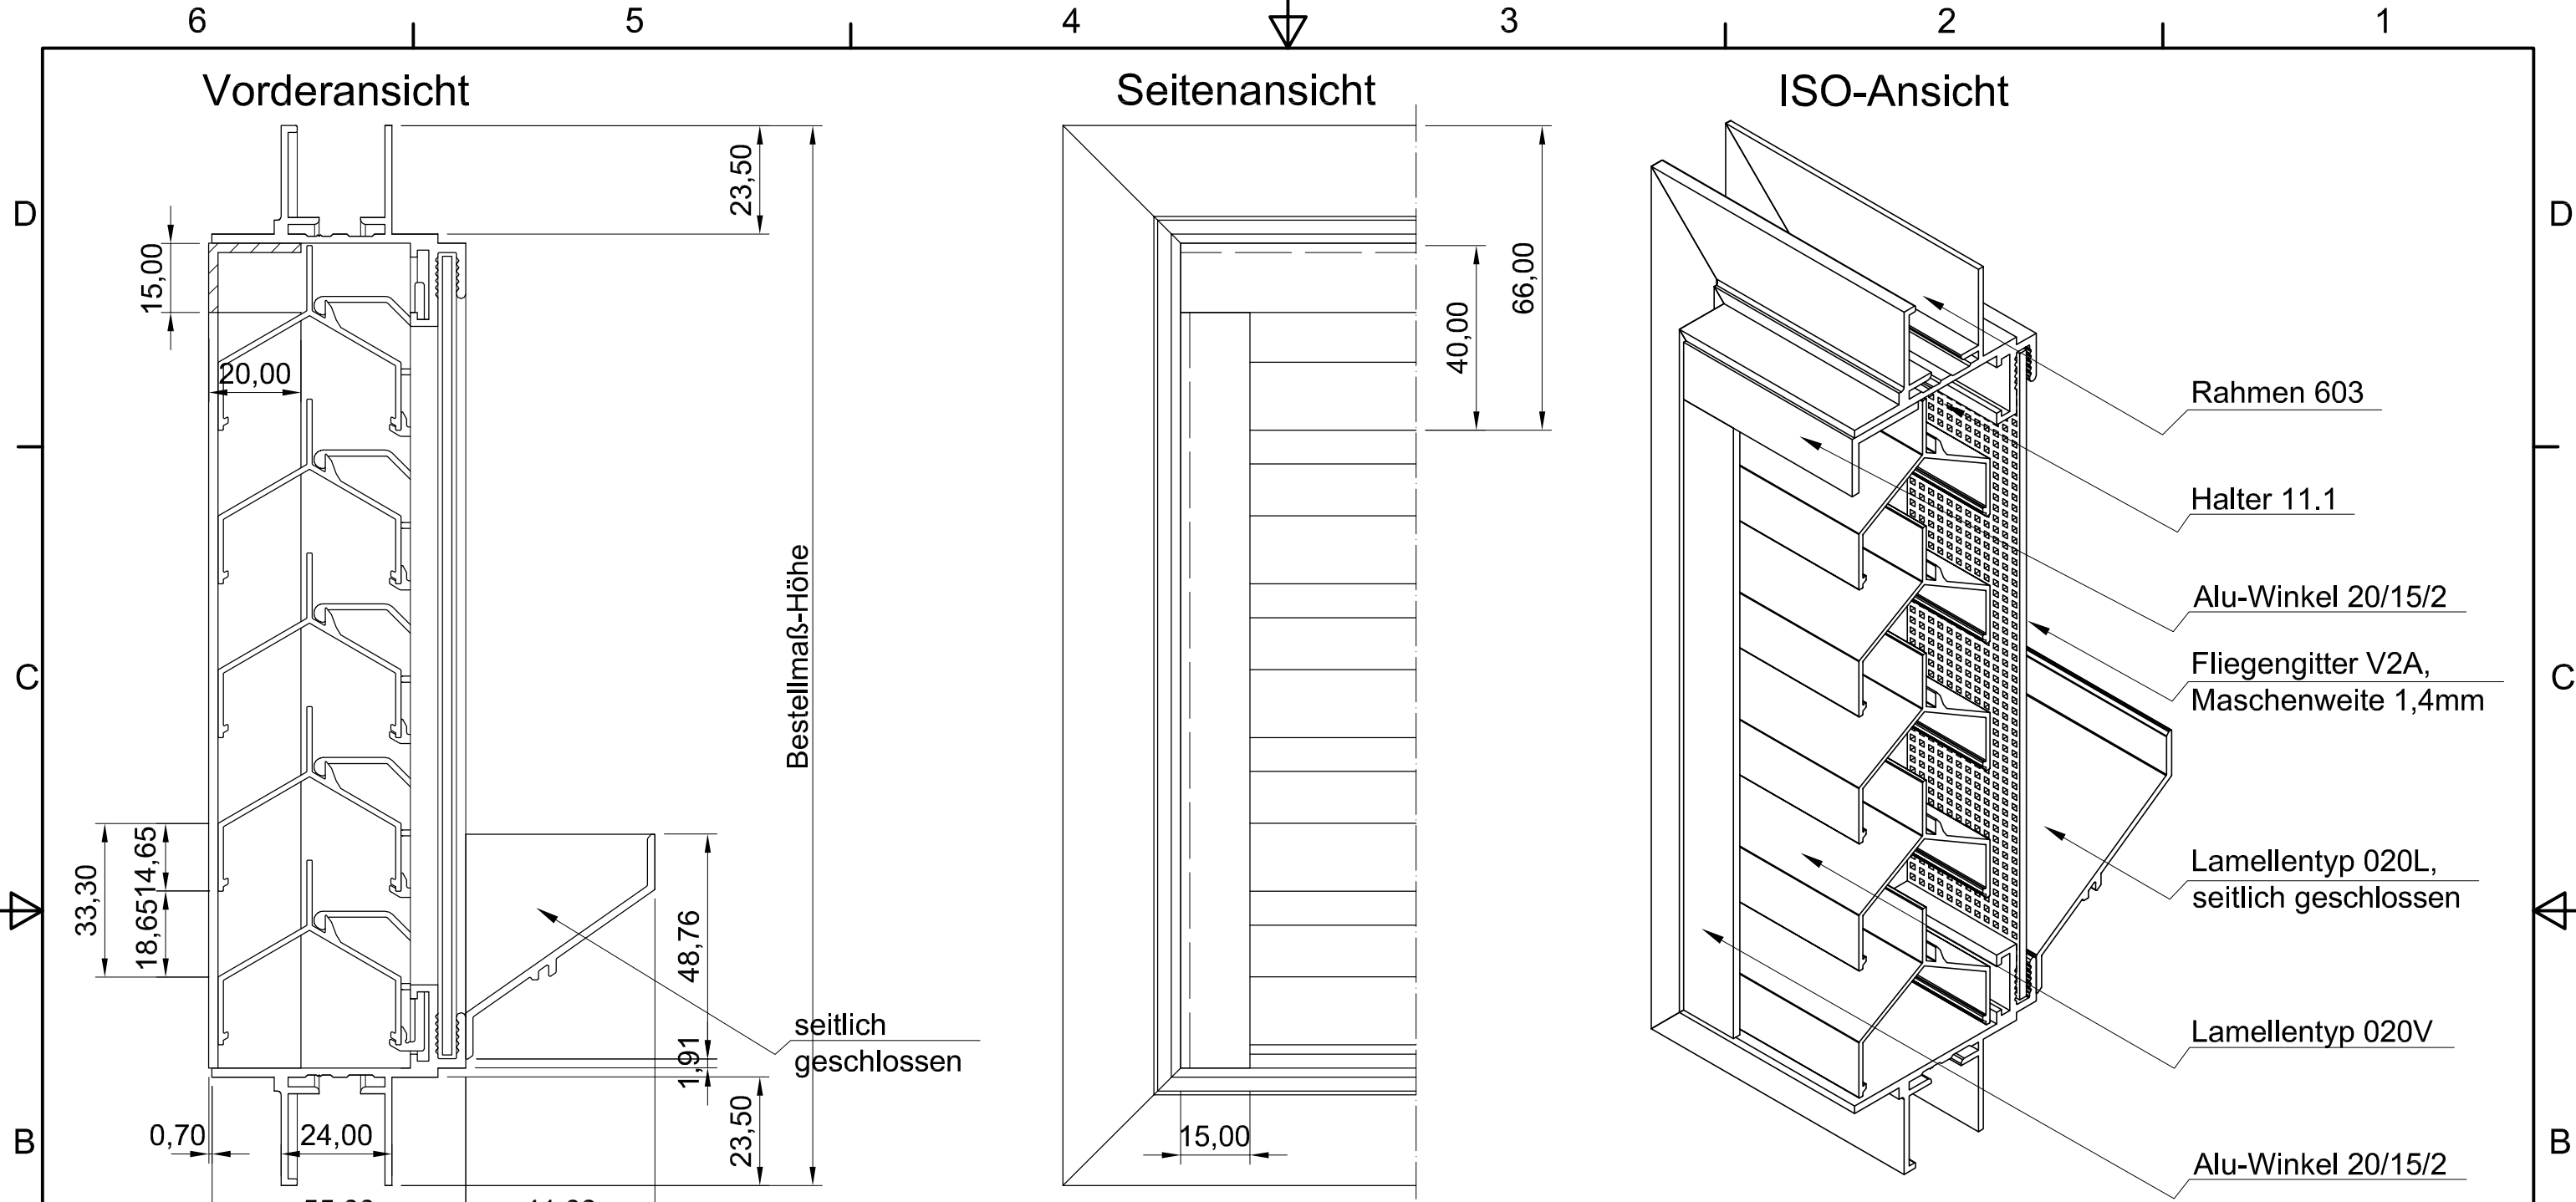 6 5 4 3 2 1
Vorderansicht
Seitenansicht
ISO-Ansicht
D
D
C
C
B
B
23,50
15,00
20,00
Bestellmaß-Höhe
33,30
14,65
18,65
48,76
1,91
seitlich
geschlossen
0,70
24,00
23,50
66,00
40,00
15,00
Rahmen 603
Halter 11.1
Alu-Winkel 20/15/2
Fliegengitter V2A,
Maschenweite 1,4mm
Lamellentyp 020L,
seitlich geschlossen
Lamellentyp 020V
Alu-Winkel 20/15/2